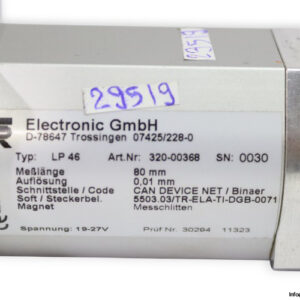 29519
29519
R
Electronic GmbH
D-78647 Trossingen 07425/228-0
Typ: LP 46 Art.Nr: 320-00368 SN: 0030
Meßlänge 80 mm
Auflösung 0,01 mm
Schnittstelle / Code CAN DEVICE NET / Binaer
Soft / Steckerbel. 5503.03/TR-ELA-TI-DGB-0071
Magnet Messchlitten
Spannung: 19-27V Prüf Nr. 30264 11323